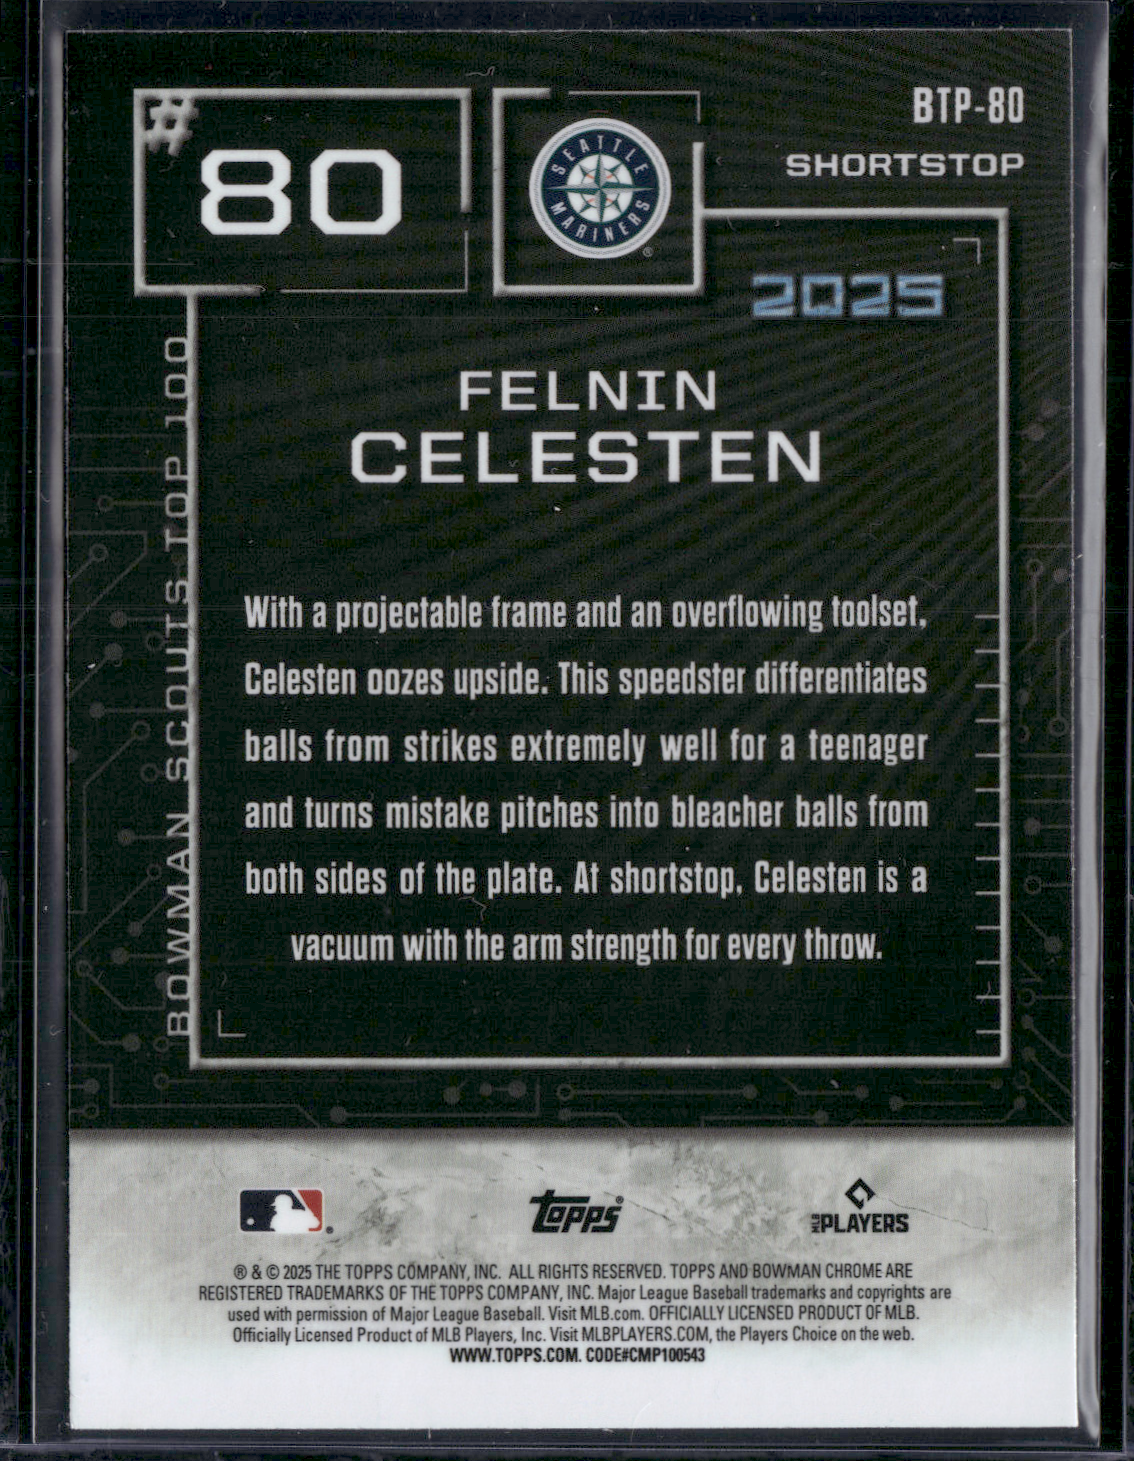 #80
SEATTLE
MARINERS
®
BTP-80
SHORTSTOP
2025
BOWMAN SCOUTS TOP 100
FELNIN
CELESTEN
With a projectable frame and an overflowing toolset,
Celesten oozes upside. This speedster differentiates
balls from strikes extremely well for a teenager
and turns mistake pitches into bleacher balls from
both sides of the plate. At shortstop, Celesten is a
vacuum with the arm strength for every throw.
topps®
MLB PLAYERS
® & © 2025 THE TOPPS COMPANY, INC. ALL RIGHTS RESERVED. TOPPS AND BOWMAN CHROME ARE
REGISTERED TRADEMARKS OF THE TOPPS COMPANY, INC. Major League Baseball trademarks and copyrights are
used with permission of Major League Baseball. Visit MLB.com. OFFICIALLY LICENSED PRODUCT OF MLB.
Officially Licensed Product of MLB Players, Inc. Visit MLBPLAYERS.COM, the Players Choice on the web.
WWW.TOPPS.COM. CODE#CMP100543